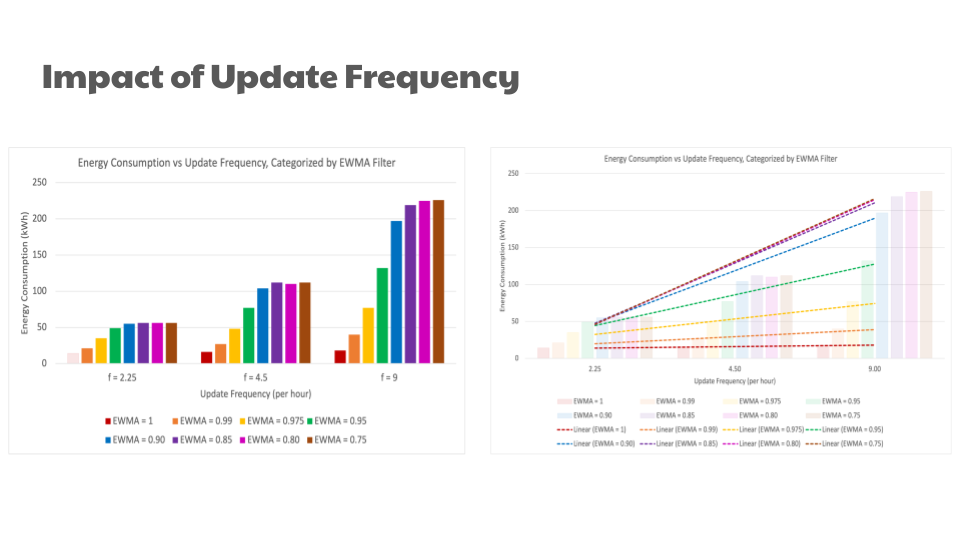 Impact of Update Frequency
Energy Consumption vs Update Frequency, Categorized by EWMA Filter
Energy Consumption (kWh)
250
200
150
100
50
0
f = 2.25 f = 4.5 f = 9
Update Frequency (per hour)
EWMA = 1 EWMA = 0.99 EWMA = 0.975 EWMA = 0.95
EWMA = 0.90 EWMA = 0.85 EWMA = 0.80 EWMA = 0.75
Energy Consumption vs Update Frequency, Categorized by EWMA Filter
Energy Consumption (kWh)
250
200
150
100
50
0
2.25 4.50 9.00
Update Frequency (per hour)
EWMA = 1 EWMA = 0.99 EWMA = 0.975 EWMA = 0.95
EWMA = 0.90 EWMA = 0.85 EWMA = 0.80 EWMA = 0.75
Linear (EWMA = 1) Linear (EWMA = 0.99) Linear (EWMA = 0.975) Linear (EWMA = 0.95)
Linear (EWMA = 0.90) Linear (EWMA = 0.85) Linear (EWMA = 0.80) Linear (EWMA = 0.75)